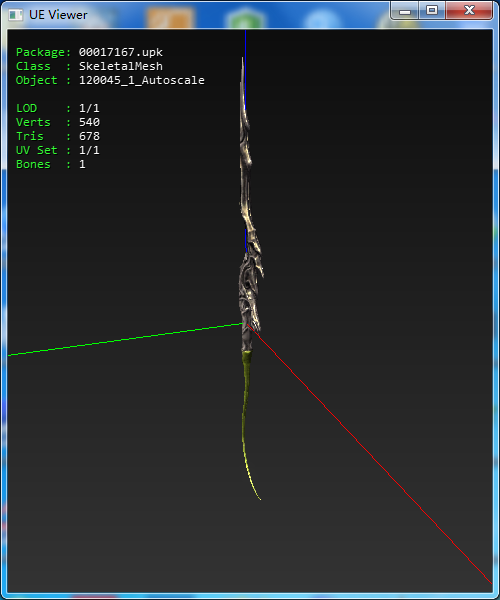 UE Viewer
Package: 00017167.upk
Class  : SkeletalMesh
Object : 120045_1_Autoscale
LOD    : 1/1
Verts  : 540
Tris   : 678
UV Set : 1/1
Bones  : 1